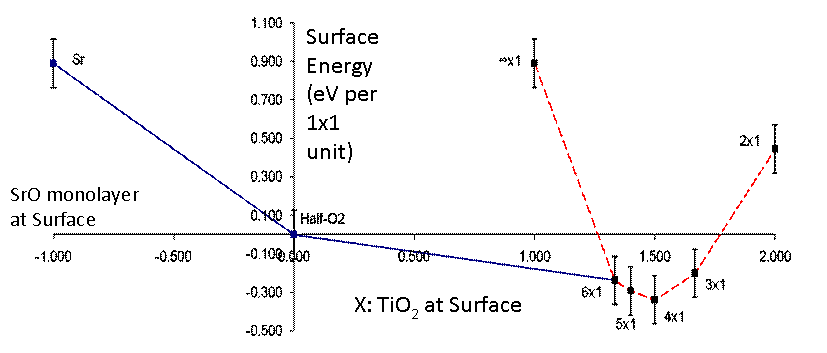 1.100
0.900
0.700
0.500
0.300
0.100
-0.100
-0.300
-0.500
Surface
Energy
(eV per
1x1
unit)
Sr
∞x1
2x1
SrO monolayer
at Surface
Half-O2
-1.000 -0.500 0.000 0.500 1.000 1.500 2.000
6x1
5x1
4x1
3x1
X: TiO₂ at Surface